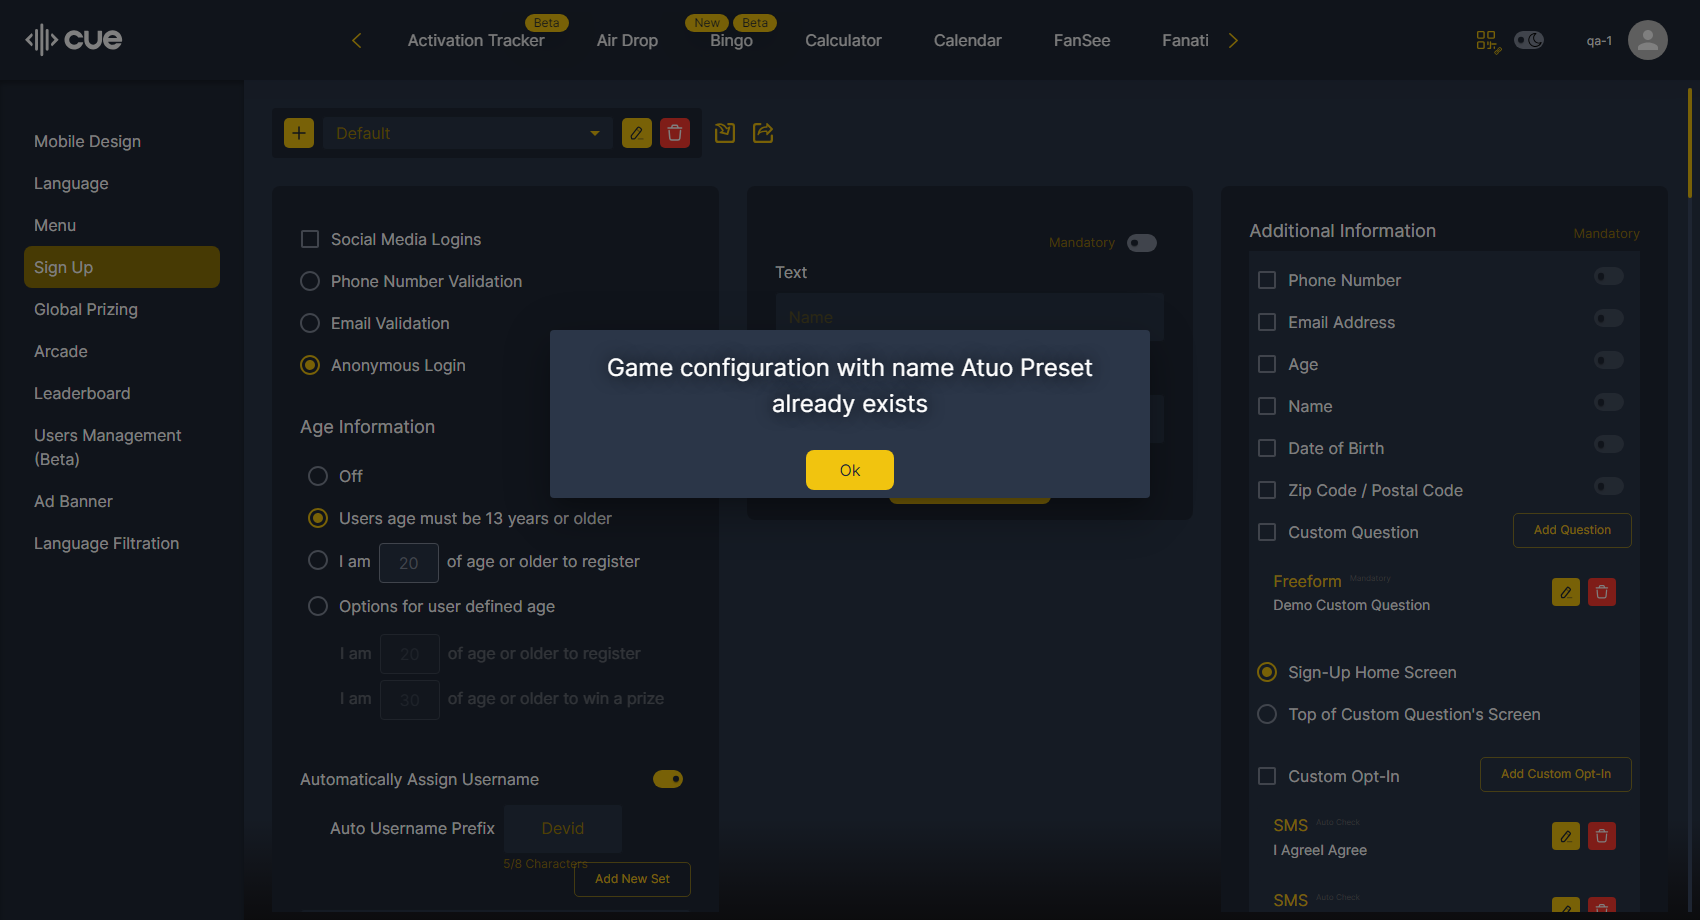 cue
Activation Tracker
Beta
Air Drop
New
Beta
Bingo
Calculator
Calendar
FanSee
Fanati
qa-1
Mobile Design
Language
Menu
Sign Up
Global Prizing
Arcade
Leaderboard
Users Management
(Beta)
Ad Banner
Language Filtration
Default
Social Media Logins
Phone Number Validation
Email Validation
Anonymous Login
Age Information
Off
Users age must be 13 years or older
I am 20 of age or older to register
Options for user defined age
I am 20 of age or older to register
I am 30 of age or older to win a prize
Automatically Assign Username
Auto Username Prefix Devid
5/8 Characters
Add New Set
Mandatory
Text
Name
Game configuration with name Atuo Preset
already exists
Ok
Additional Information Mandatory
Phone Number
Email Address
Age
Name
Date of Birth
Zip Code / Postal Code
Custom Question Add Question
Freeform Mandatory
Demo Custom Question
Sign-Up Home Screen
Top of Custom Question's Screen
Custom Opt-In Add Custom Opt-In
SMS Auto Check
I AgreeI Agree
SMS Auto Check